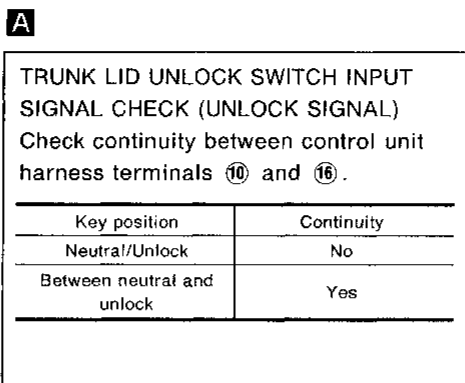 A
TRUNK LID UNLOCK SWITCH INPUT
SIGNAL CHECK (UNLOCK SIGNAL)
Check continuity between control unit
harness terminals ⑩ and ⑯.
Key position Continuity
Neutral/Unlock No
Between neutral and
unlock Yes